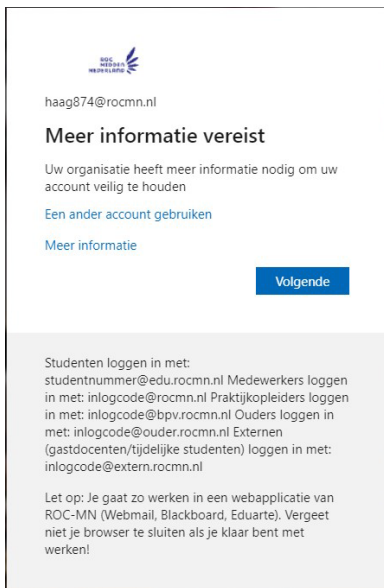 ROC
MIDDEN
NEDERLAND
haag874@rocmn.nl
Meer informatie vereist
Uw organisatie heeft meer informatie nodig om uw
account veilig te houden
Een ander account gebruiken
Meer informatie
Volgende
Studenten loggen in met:
studentnummer@edu.rocmn.nl Medewerkers loggen
in met: inlogcode@rocmn.nl Praktijkopleiders loggen
in met: inlogcode@bpv.rocmn.nl Ouders loggen in
met: inlogcode@ouder.rocmn.nl Externen
(gastdocenten/tijdelijke studenten) loggen in met:
inlogcode@extern.rocmn.nl
Let op: Je gaat zo werken in een webapplicatie van
ROC-MN (Webmail, Blackboard, Eduarte). Vergeet
niet je browser te sluiten als je klaar bent met
werken!